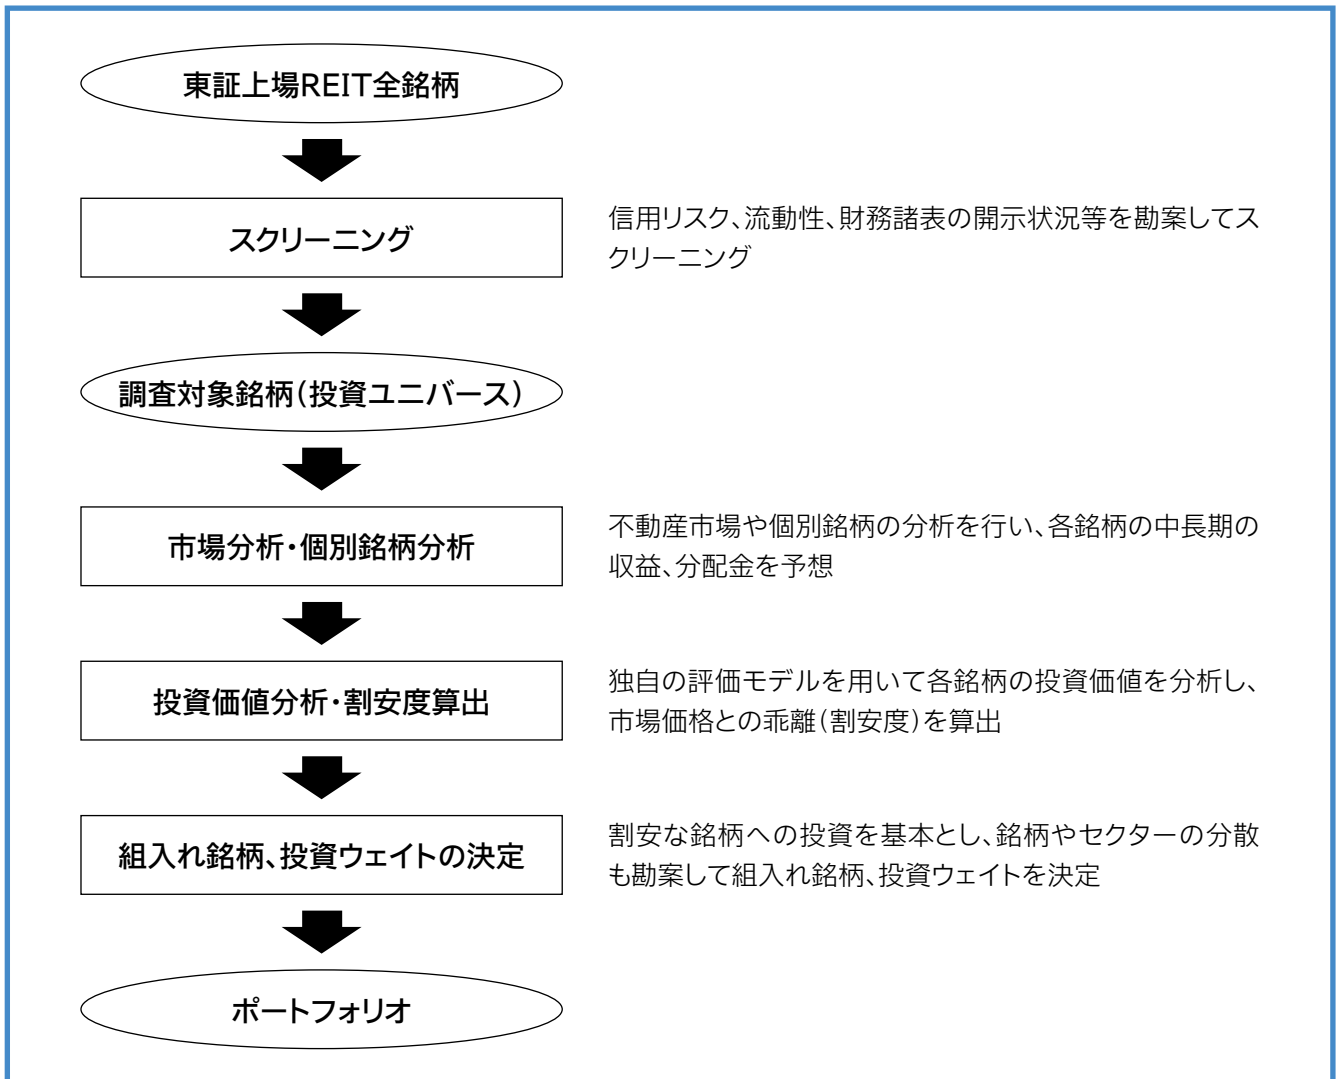 東証上場REIT全銘柄
スクリーニング
信用リスク、流動性、財務諸表の開示状況等を勘案してス
クリーニング
調査対象銘柄(投資ユニバース)
市場分析・個別銘柄分析
不動産市場や個別銘柄の分析を行い、各銘柄の中長期の
収益、分配金を予想
投資価値分析・割安度算出
独自の評価モデルを用いて各銘柄の投資価値を分析し、
市場価格との乖離(割安度)を算出
組入れ銘柄、投資ウェイトの決定
割安な銘柄への投資を基本とし、銘柄やセクターの分散
も勘案して組入れ銘柄、投資ウェイトを決定
ポートフォリオ